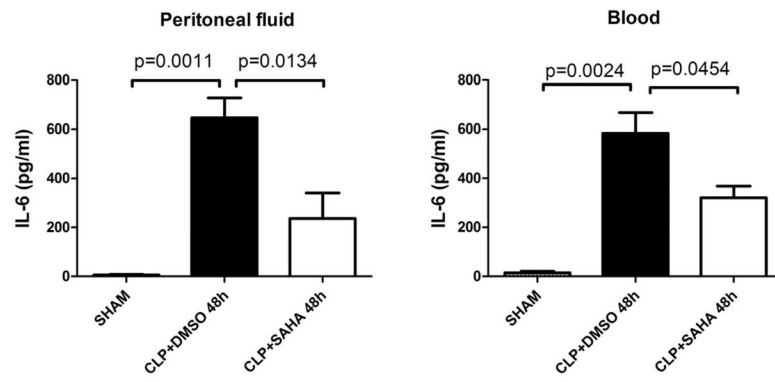 Peritoneal fluid
p=0.0011 p=0.0134
800
600
400
200
0
IL-6 (pg/ml)
SHAM
CLP+DMSO 48h
CLP+SAHA 48h
Blood
p=0.0024 p=0.0454
800
600
400
200
0
IL-6 (pg/ml)
SHAM
CLP+DMSO 48h
CLP+SAHA 48h